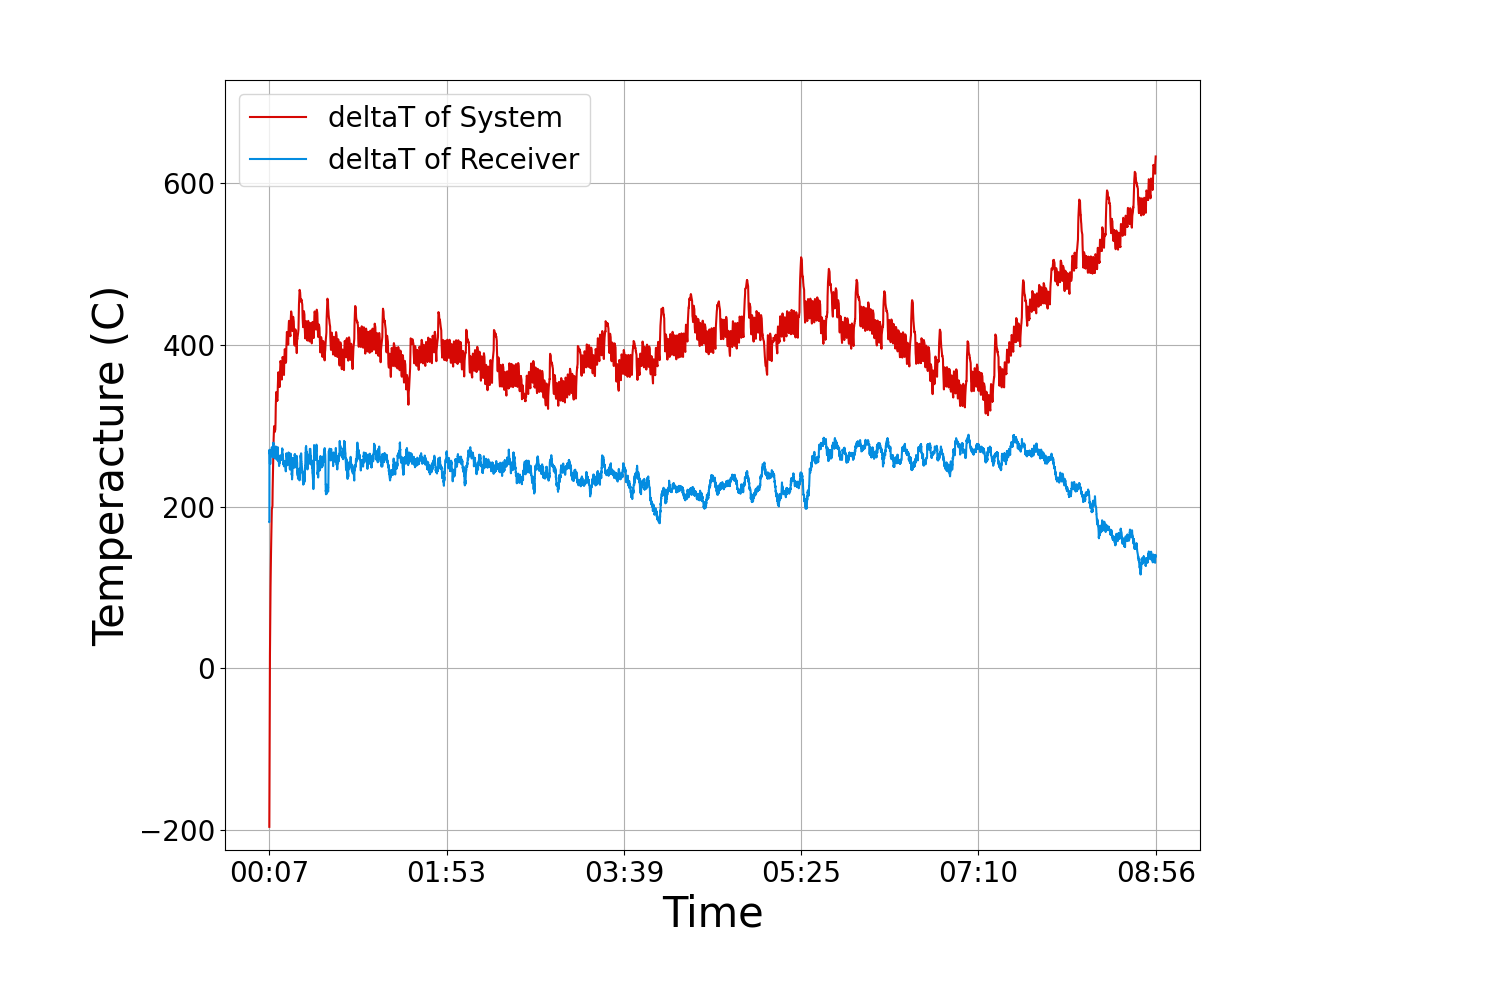 deltaT of System
deltaT of Receiver
Temperacture (C)
600
400
200
0
−200
00:07 01:53 03:39 05:25 07:10 08:56
Time